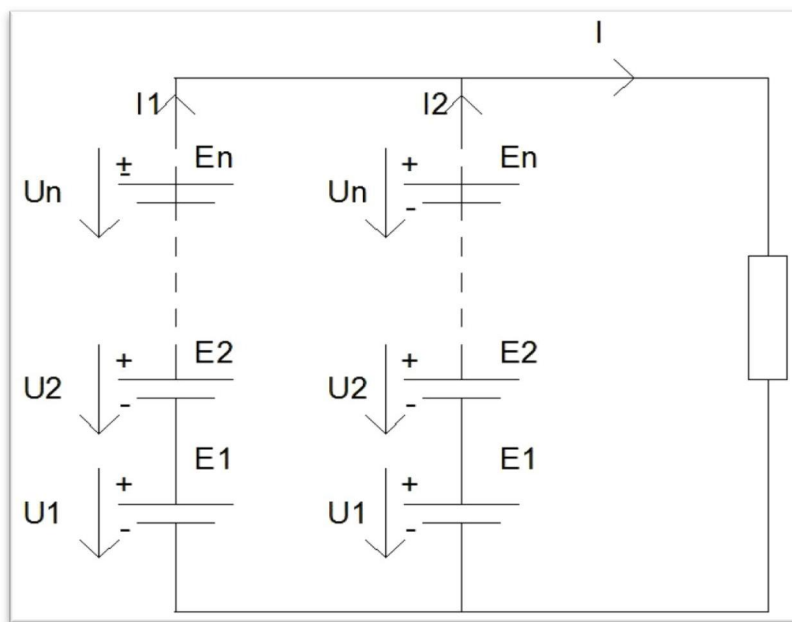 I
I1 I2
± En + En
Un Un
-
E2 E2
+ +
U2 U2
- -
E1 E1
+ +
U1 U1
- -